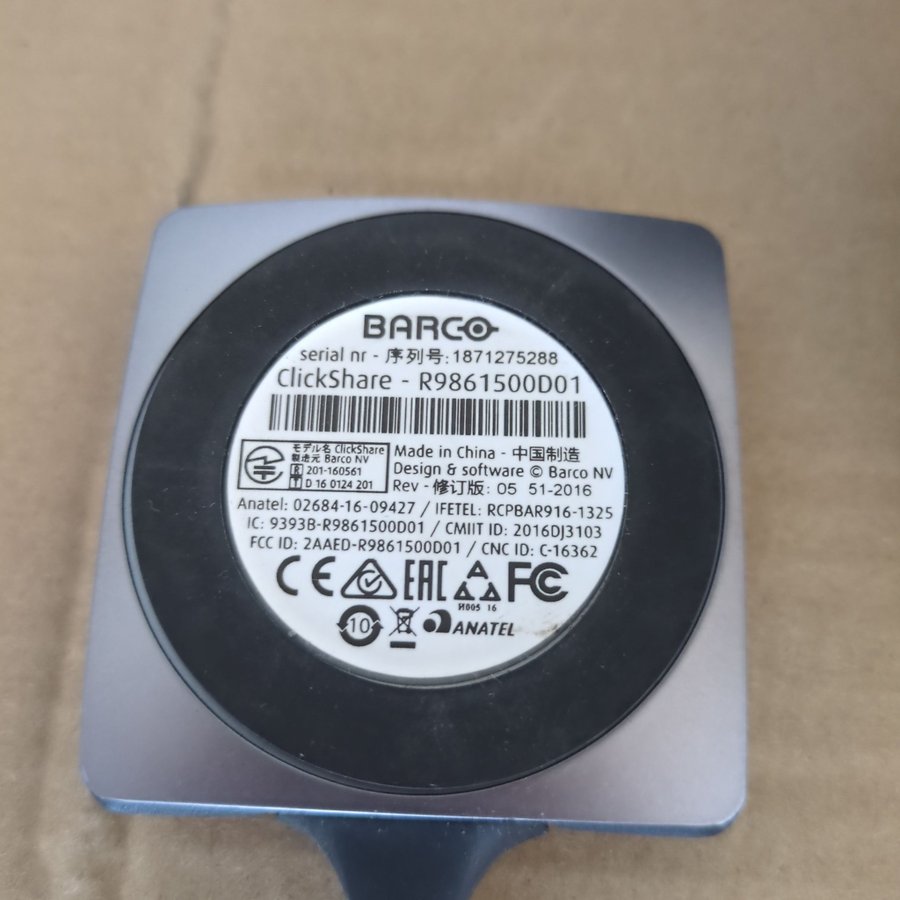 BARCO
serial nr - 序列号: 1871275288
ClickShare - R9861500D01
モデル名 ClickShare
製造元 Barco NV
R 201-160561
T D 16 0124 201
Made in China - 中国制造
Design & software © Barco NV
Rev - 修订版: 05 51-2016
Anatel: 02684-16-09427 / IFETEL: RCPBAR916-1325
IC: 9393B-R9861500D01 / CMIIT ID: 2016DJ3103
FCC ID: 2AAED-R9861500D01 / CNC ID: C-16362
CE EAC FC
H005 16
10 ANATEL